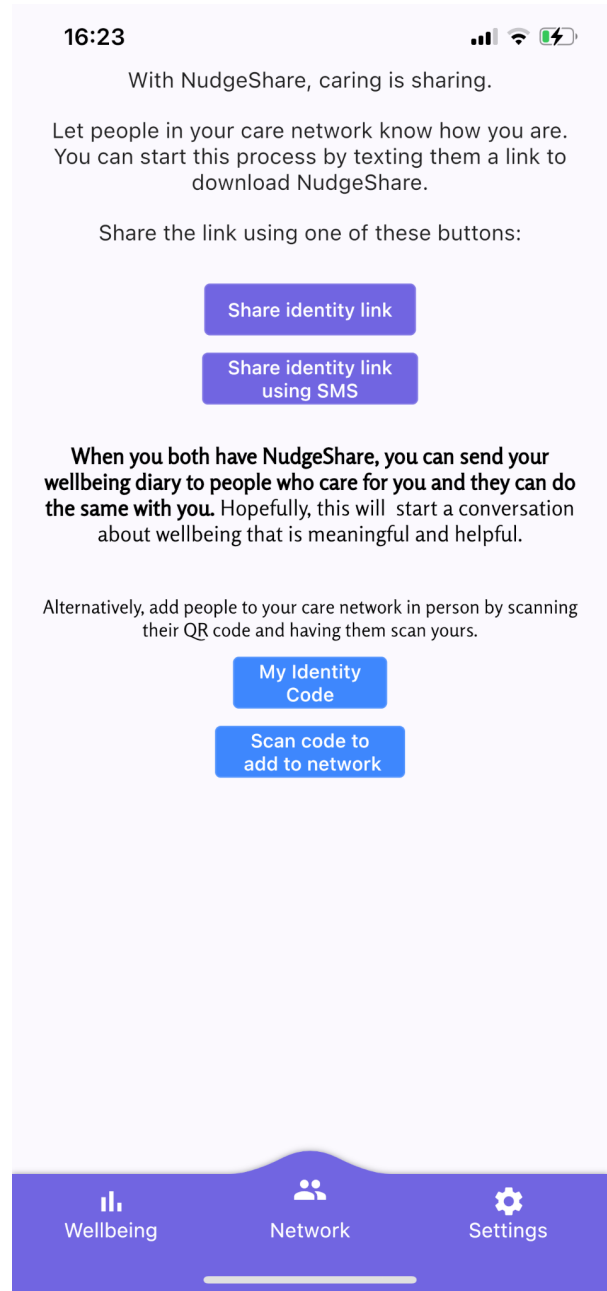 16:23
With NudgeShare, caring is sharing.
Let people in your care network know how you are.
You can start this process by texting them a link to
download NudgeShare.
Share the link using one of these buttons:
Share identity link
Share identity link
using SMS
When you both have NudgeShare, you can send your
wellbeing diary to people who care for you and they can do
the same with you. Hopefully, this will  start a conversation
about wellbeing that is meaningful and helpful.
Alternatively, add people to your care network in person by scanning
their QR code and having them scan yours.
My Identity
Code
Scan code to
add to network
Wellbeing
Network
Settings